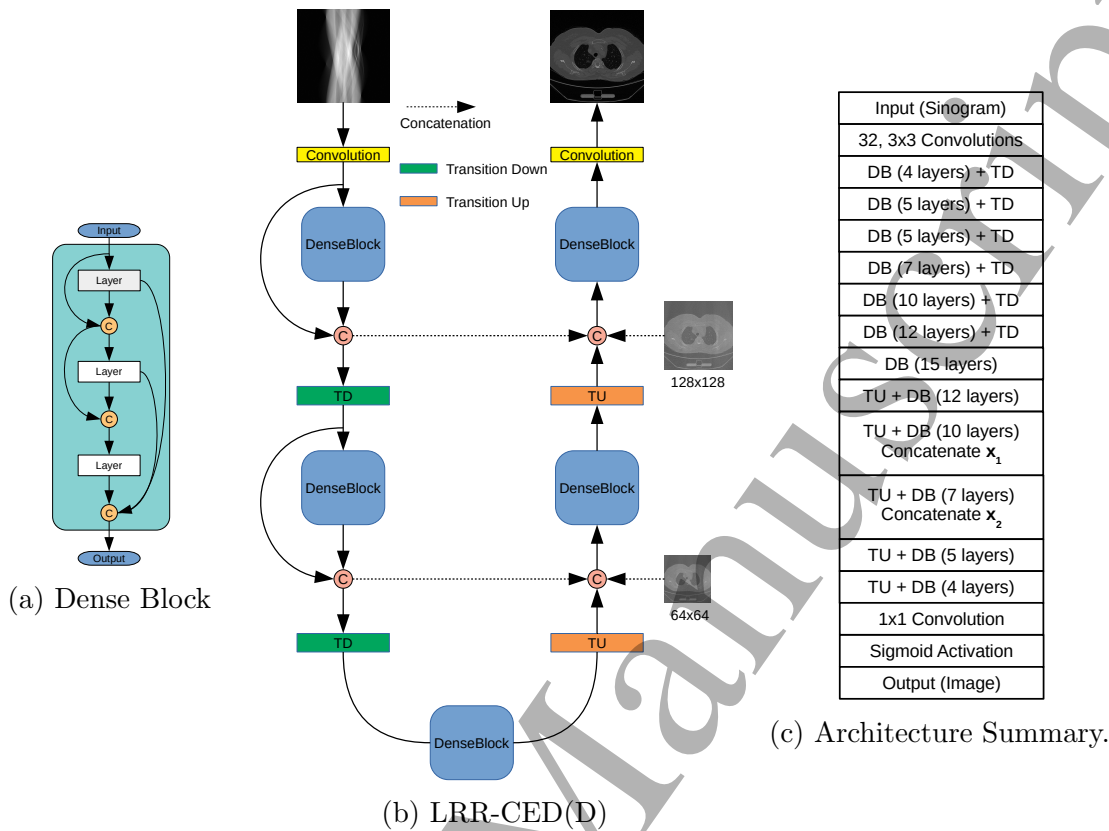 Input
Layer
C
Layer
C
Layer
C
Output
(a) Dense Block
Concatenation
Transition Down
Transition Up
Convolution
DenseBlock
C
TD
DenseBlock
C
TD
DenseBlock
Convolution
DenseBlock
C
128x128
TU
DenseBlock
C
64x64
TU
(b) LRR-CED(D)
Input (Sinogram)
32, 3x3 Convolutions
DB (4 layers) + TD
DB (5 layers) + TD
DB (5 layers) + TD
DB (7 layers) + TD
DB (10 layers) + TD
DB (12 layers) + TD
DB (15 layers)
TU + DB (12 layers)
TU + DB (10 layers)
Concatenate x1
TU + DB (7 layers)
Concatenate x2
TU + DB (5 layers)
TU + DB (4 layers)
1x1 Convolution
Sigmoid Activation
Output (Image)
(c) Architecture Summary.
Manuscrip